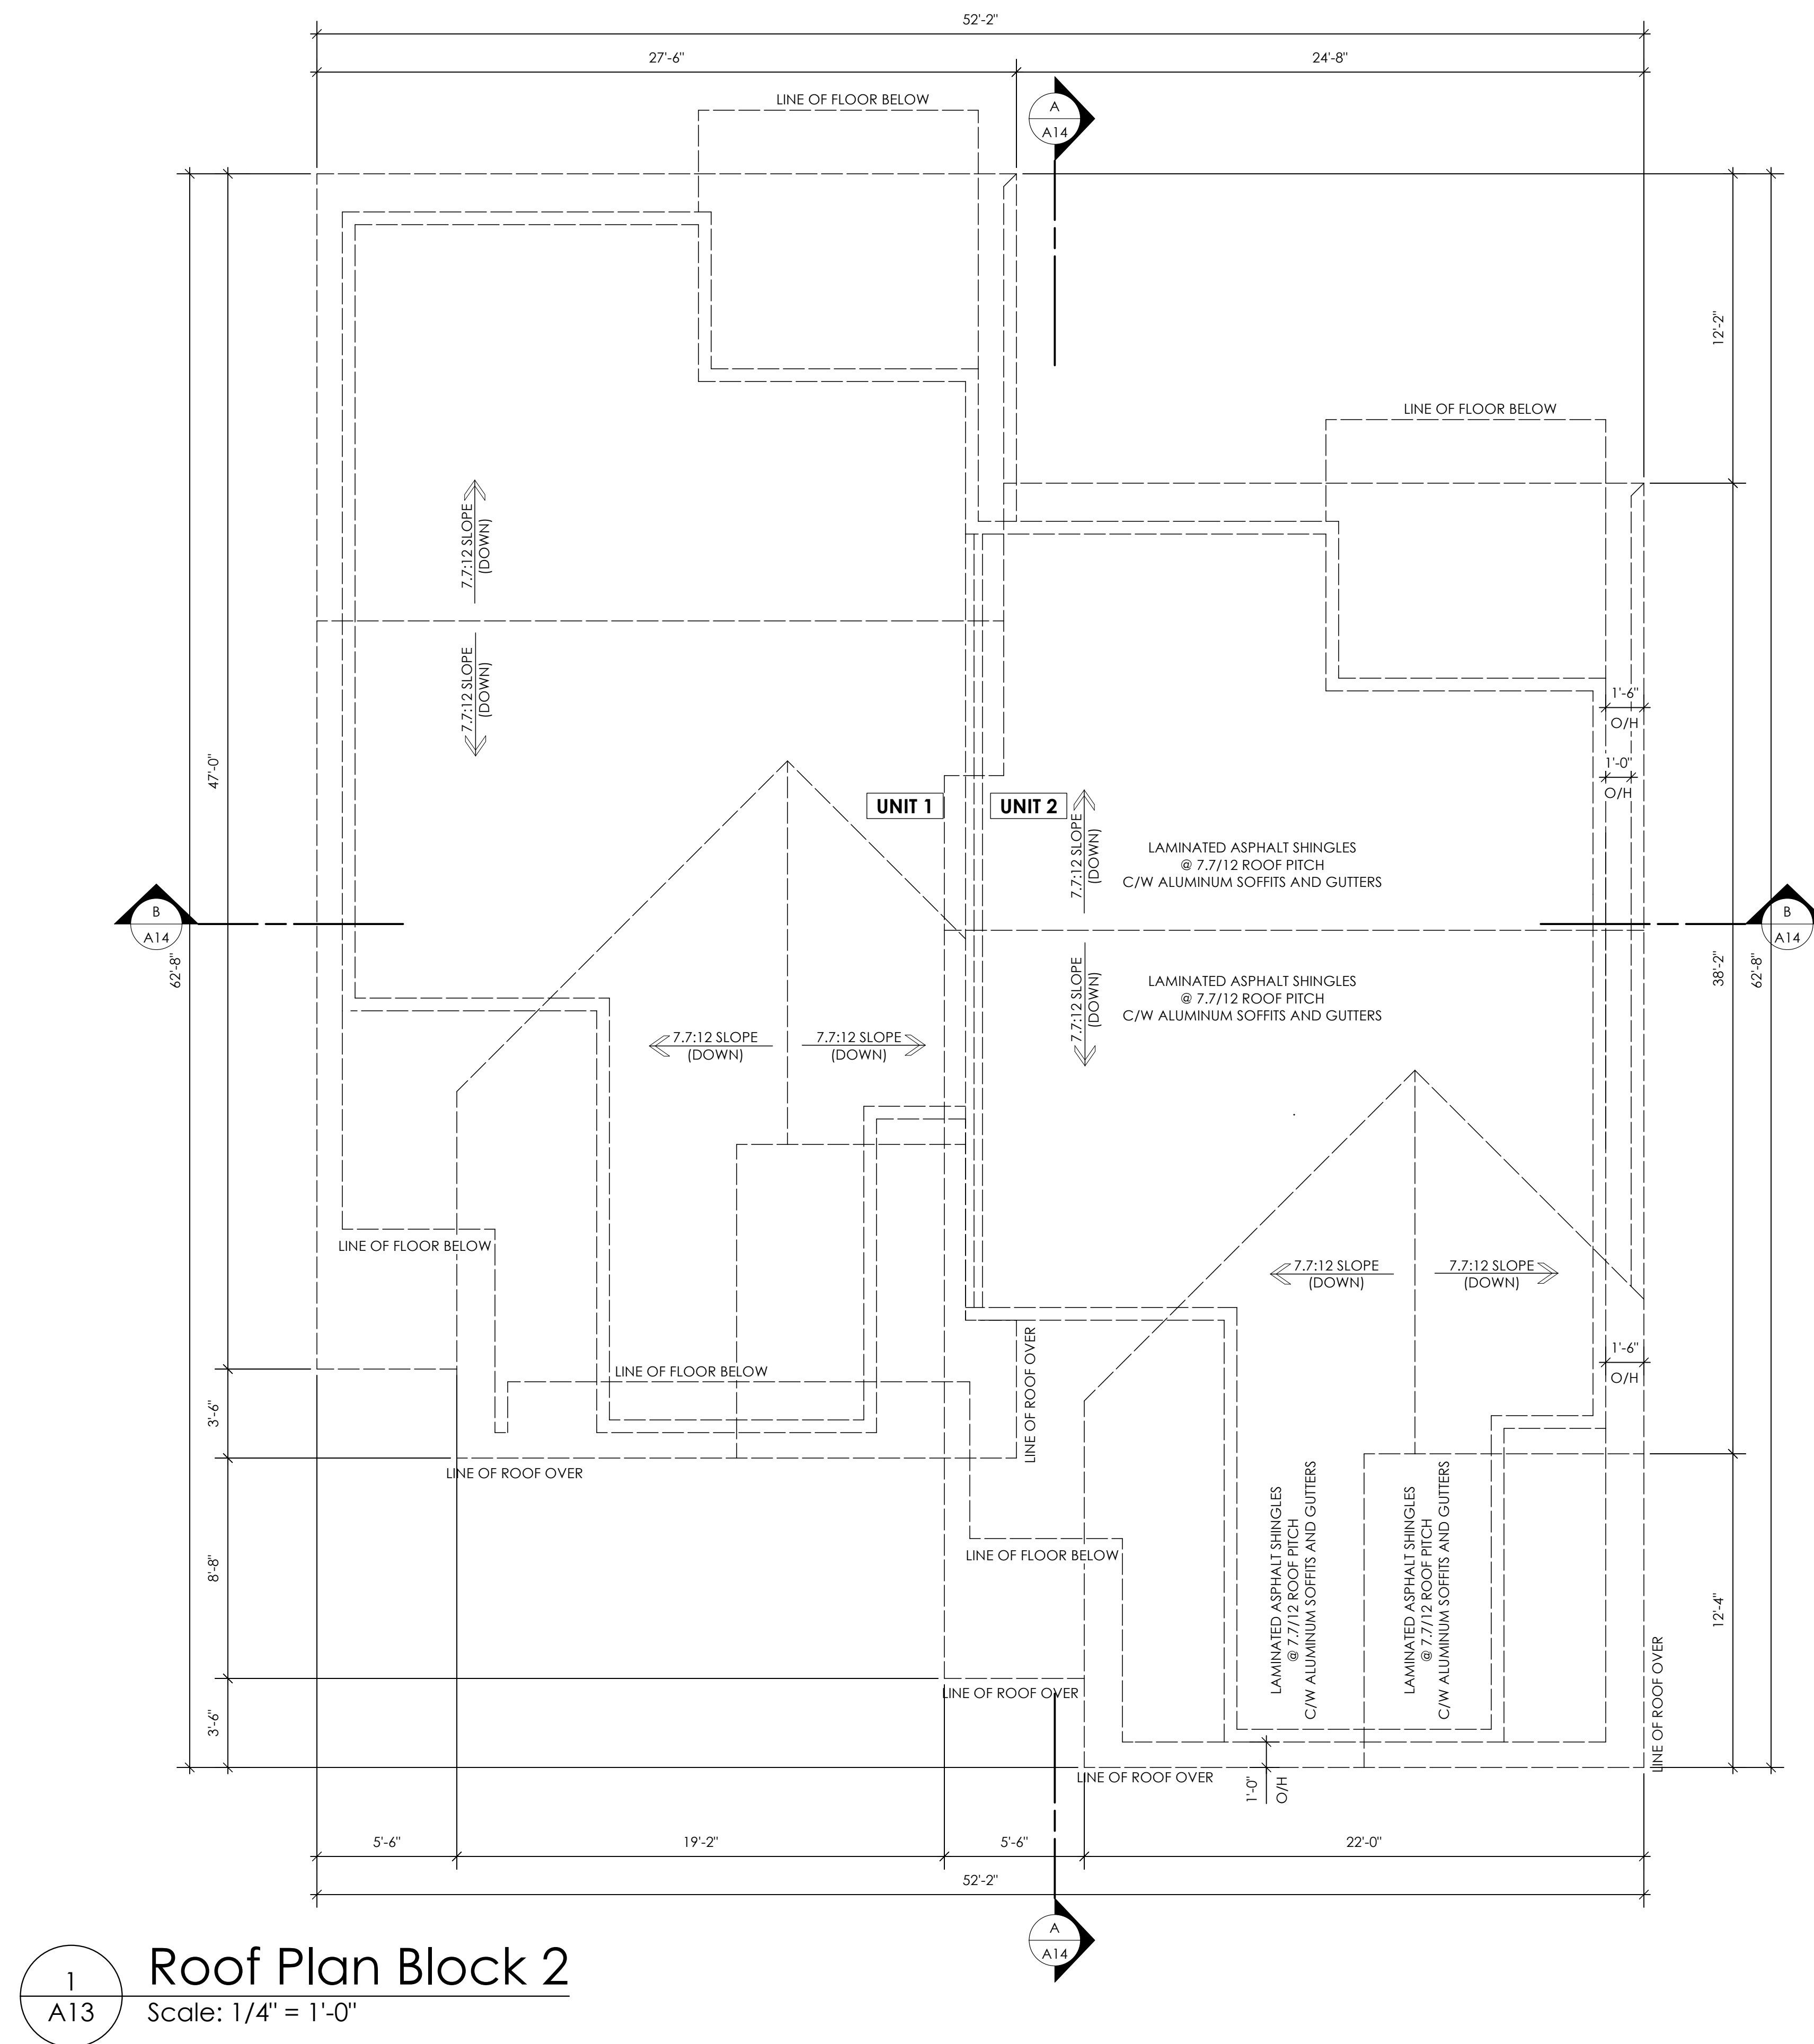 52'-2"
27'-6"
24'-8"
LINE OF FLOOR BELOW
A
A14
12'-2"
LINE OF FLOOR BELOW
7.7:12 SLOPE
(DOWN)
7.7:12 SLOPE
(DOWN)
1'-6"
O/H
1'-0"
O/H
47'-0"
UNIT 1
UNIT 2
7.7:12 SLOPE
(DOWN)
LAMINATED ASPHALT SHINGLES
@ 7.7/12 ROOF PITCH
C/W ALUMINUM SOFFITS AND GUTTERS
B
A14
B
A14
62'-8"
38'-2"
62'-8"
7.7:12 SLOPE
(DOWN)
LAMINATED ASPHALT SHINGLES
@ 7.7/12 ROOF PITCH
C/W ALUMINUM SOFFITS AND GUTTERS
7.7:12 SLOPE
(DOWN)
7.7:12 SLOPE
(DOWN)
LINE OF FLOOR BELOW
7.7:12 SLOPE
(DOWN)
7.7:12 SLOPE
(DOWN)
LINE OF FLOOR BELOW
LINE OF ROOF OVER
1'-6"
O/H
3'-6"
LINE OF ROOF OVER
8'-8"
LINE OF FLOOR BELOW
LAMINATED ASPHALT SHINGLES
@ 7.7/12 ROOF PITCH
C/W ALUMINUM SOFFITS AND GUTTERS
LAMINATED ASPHALT SHINGLES
@ 7.7/12 ROOF PITCH
C/W ALUMINUM SOFFITS AND GUTTERS
12'-4"
LINE OF ROOF OVER
LINE OF ROOF OVER
3'-6"
LINE OF ROOF OVER
1'-0"
O/H
5'-6"
19'-2"
5'-6"
22'-0"
52'-2"
A
A14
1
A13
Roof Plan Block 2
Scale: 1/4" = 1'-0"